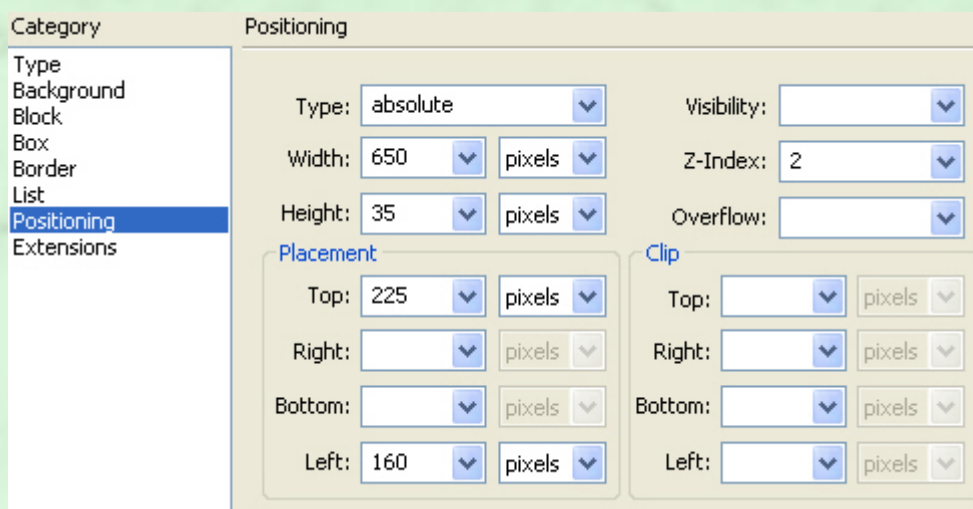 Category
Type
Background
Block
Box
Border
List
Positioning
Extensions
Positioning
Type: absolute Visibility:
Width: 650 pixels Z-Index: 2
Height: 35 pixels Overflow:
Placement Clip
Top: 225 pixels Top: pixels
Right: pixels Right: pixels
Bottom: pixels Bottom: pixels
Left: 160 pixels Left: pixels